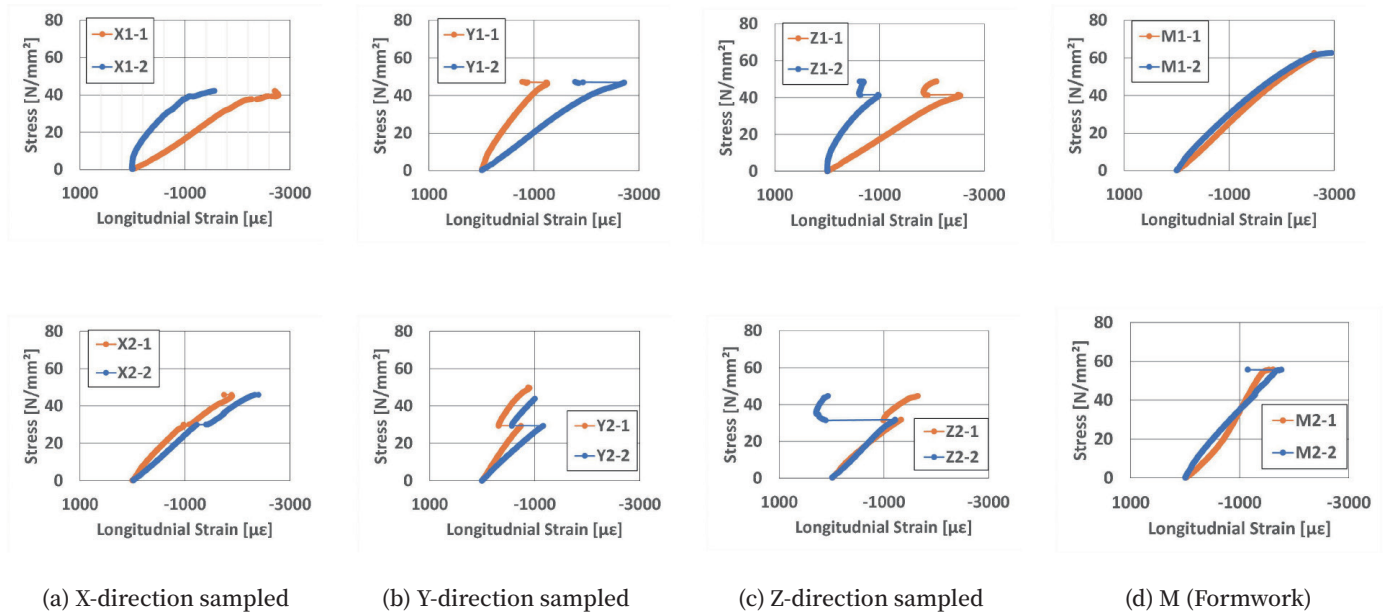 80
60
40
20
0
Stress [N/mm²]
X1-1
X1-2
1000 -1000 -3000
Longitudnial Strain [µε]
80
60
40
20
0
Stress [N/mm²]
Y1-1
Y1-2
1000 -1000 -3000
Longitudnial Strain [µε]
80
60
40
20
0
Stress [N/mm²]
Z1-1
Z1-2
1000 -1000 -3000
Longitudnial Strain [µε]
80
60
40
20
0
Stress [N/mm²]
M1-1
M1-2
1000 -1000 -3000
Longitudnial Strain [µε]
80
60
40
20
0
Stress [N/mm²]
X2-1
X2-2
1000 -1000 -3000
Longitudnial Strain [µε]
80
60
40
20
0
Stress [N/mm²]
Y2-1
Y2-2
1000 -1000 -3000
Longitudnial Strain [µε]
80
60
40
20
0
Stress [N/mm²]
Z2-1
Z2-2
1000 -1000 -3000
Longitudnial Strain [µε]
80
60
40
20
0
Stress [N/mm²]
M2-1
M2-2
1000 -1000 -3000
Longitudnial Strain [µε]
(a) X-direction sampled
(b) Y-direction sampled
(c) Z-direction sampled
(d) M (Formwork)